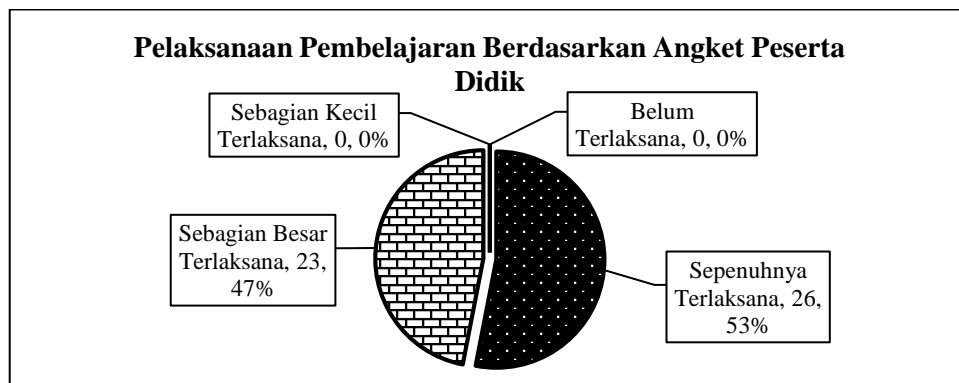 Pelaksanaan Pembelajaran Berdasarkan Angket Peserta
Didik
Sebagian Kecil
Terlaksana, 0, 0%
Belum
Terlaksana, 0, 0%
Sebagian Besar
Terlaksana, 23,
47%
Sepenuhnya
Terlaksana, 26,
53%